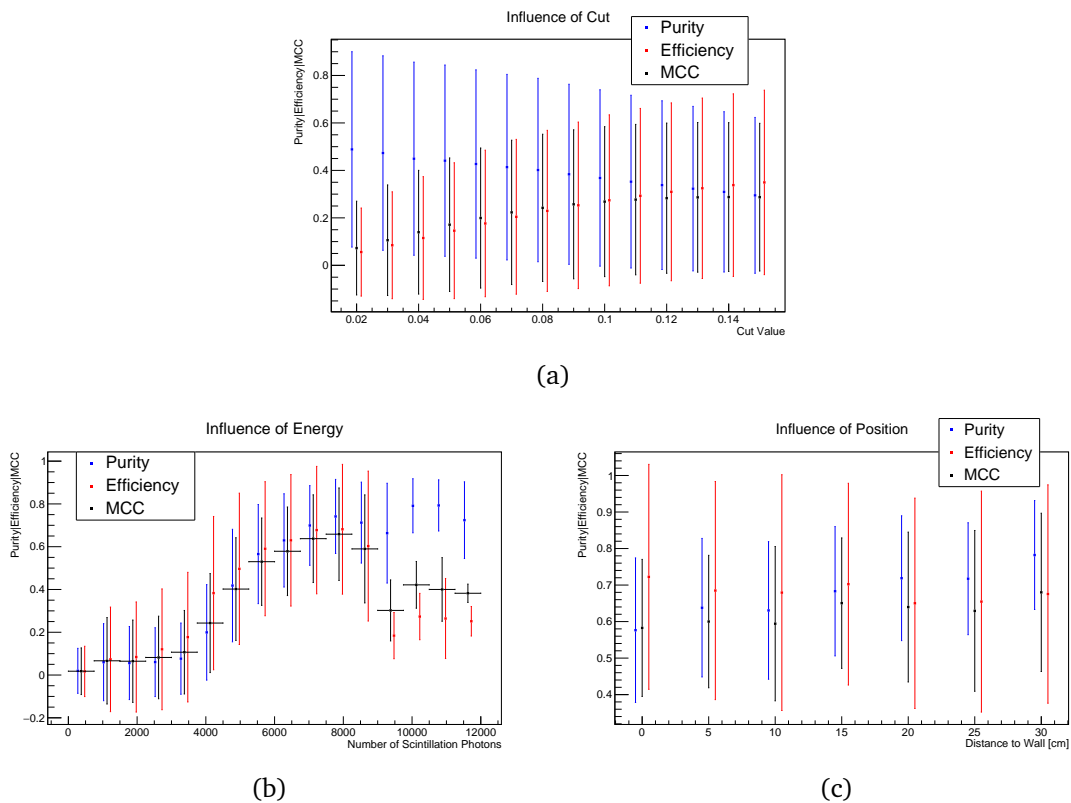 Influence of Cut
Purity
Efficiency
MCC
Purity|Efficiency|MCC
0.8
0.6
0.4
0.2
0
0.02 0.04 0.06 0.08 0.1 0.12 0.14
Cut Value
(a)
Influence of Energy
Purity
Efficiency
MCC
Purity|Efficiency|MCC
1
0.8
0.6
0.4
0.2
0
−0.2
0 2000 4000 6000 8000 10000 12000
Number of Scintillation Photons
(b)
Influence of Position
Purity
Efficiency
MCC
Purity|Efficiency|MCC
1
0.9
0.8
0.7
0.6
0.5
0.4
0 5 10 15 20 25 30
Distance to Wall [cm]
(c)